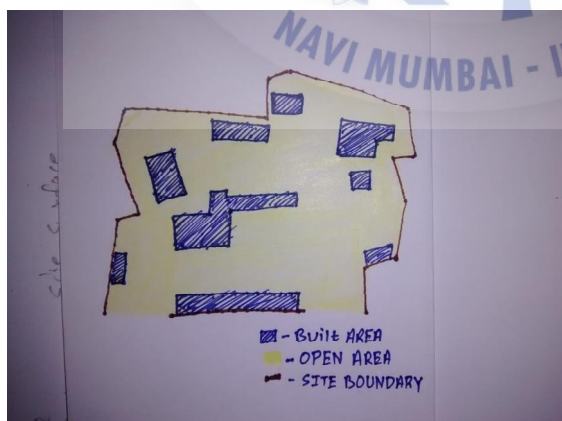 NAVI MUMBAI - I
- BUILt AREA
- OPEN AREA
- SITE BOUNDARY